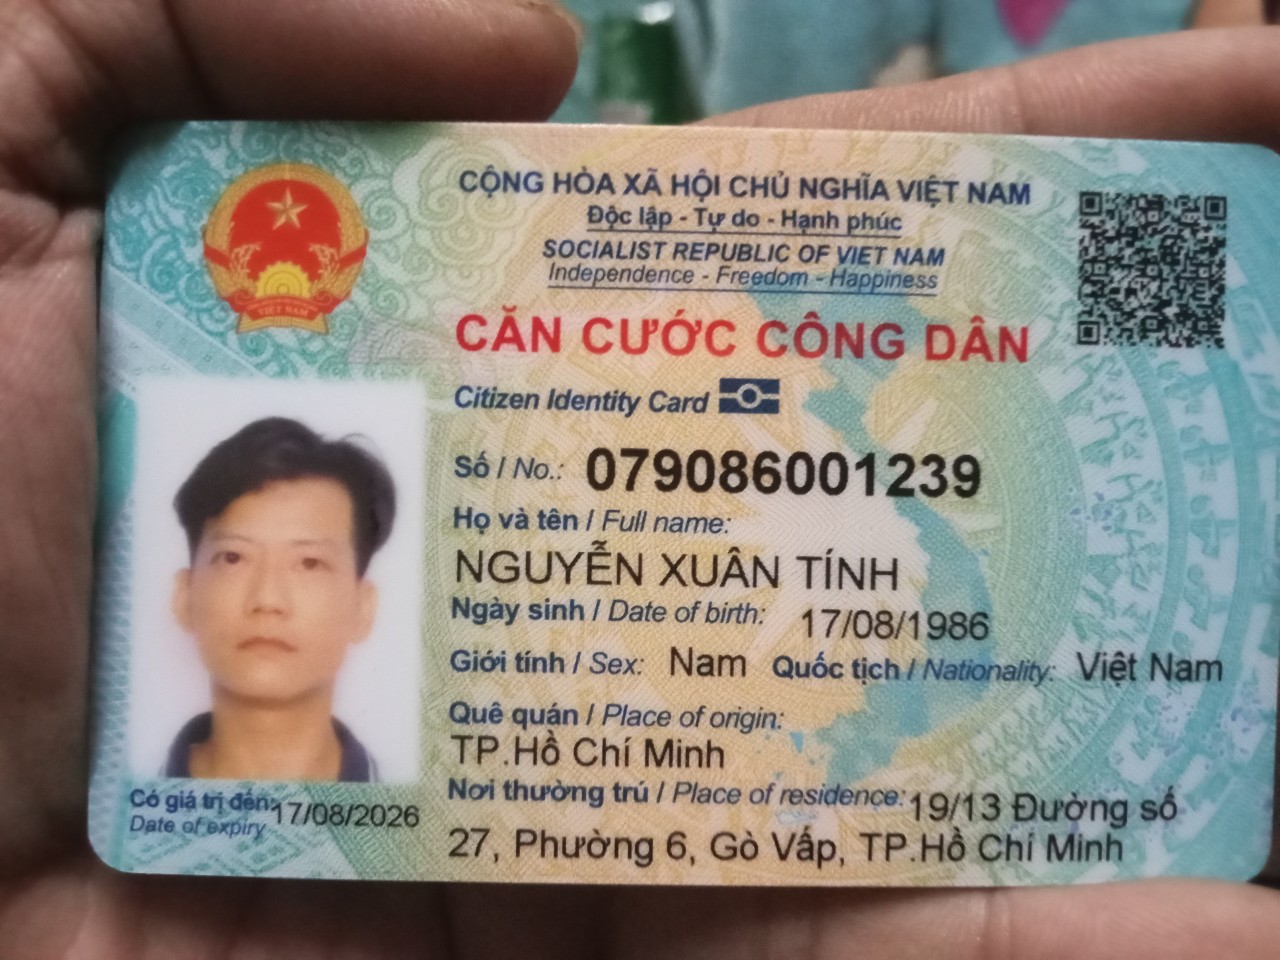 CỘNG HÒA XÃ HỘI CHỦ NGHĨA VIỆT NAM
Độc lập - Tự do - Hạnh phúc
SOCIALIST REPUBLIC OF VIET NAM
Independence - Freedom - Happiness
VIỆT NAM
CĂN CƯỚC CÔNG DÂN
Citizen Identity Card
Số / No.: 079086001239
Họ và tên / Full name:
NGUYỄN XUÂN TÍNH
Ngày sinh / Date of birth: 17/08/1986
Giới tính / Sex: Nam Quốc tịch / Nationality: Việt Nam
Quê quán / Place of origin:
TP.Hồ Chí Minh
Nơi thường trú / Place of residence: 19/13 Đường số
27, Phường 6, Gò Vấp, TP.Hồ Chí Minh
Có giá trị đến: 17/08/2026
Date of expiry